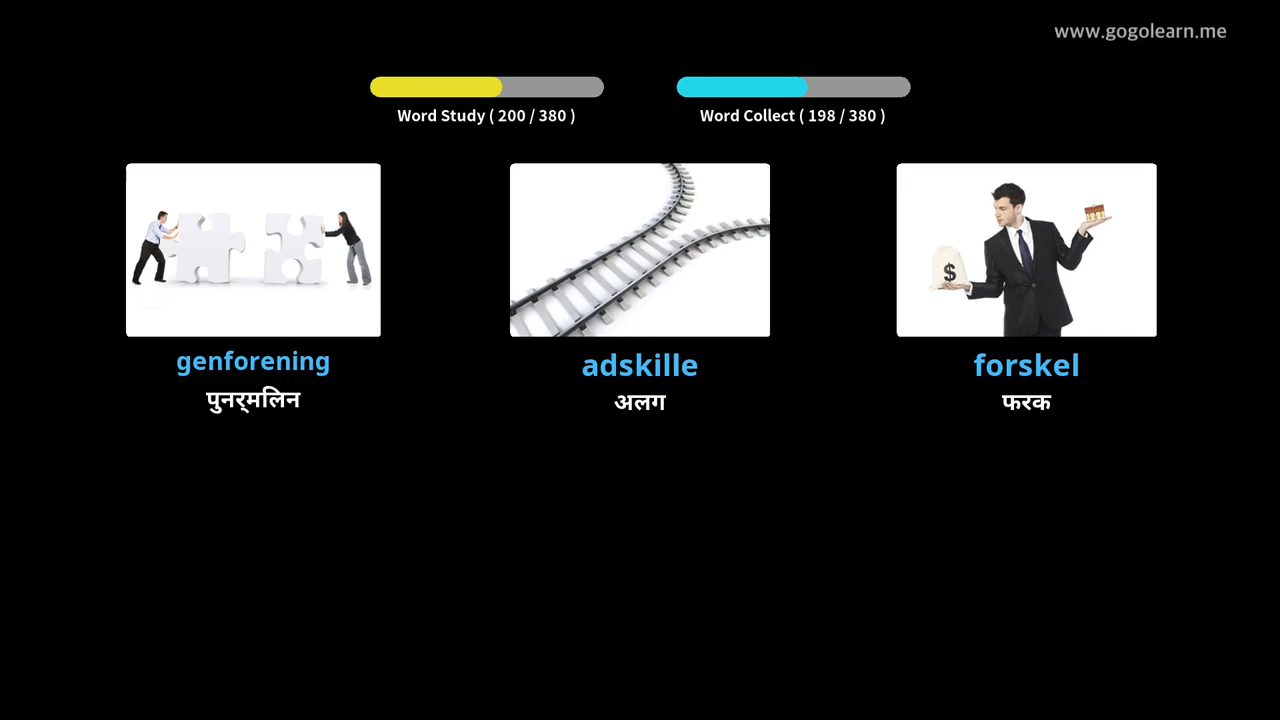 www.gogolearn.me
Word Study ( 200 / 380 )
Word Collect ( 198 / 380 )
$
genforening
adskille
forskel
पुनर्मिलन
अलग
फरक